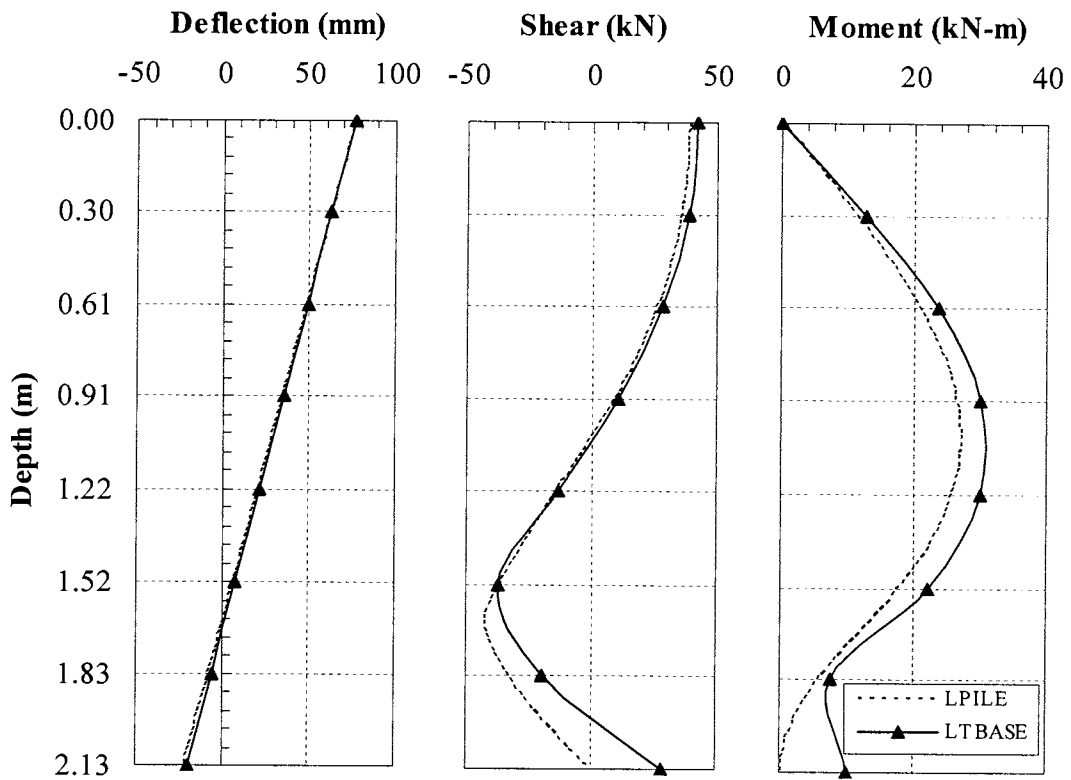 Deflection (mm) Shear (kN) Moment (kN-m)
-50 0 50 100 -50 0 50 0 20 40
0.00
0.30
0.61
0.91
1.22
1.52
1.83
2.13
Depth (m)
LPILE
LTBASE